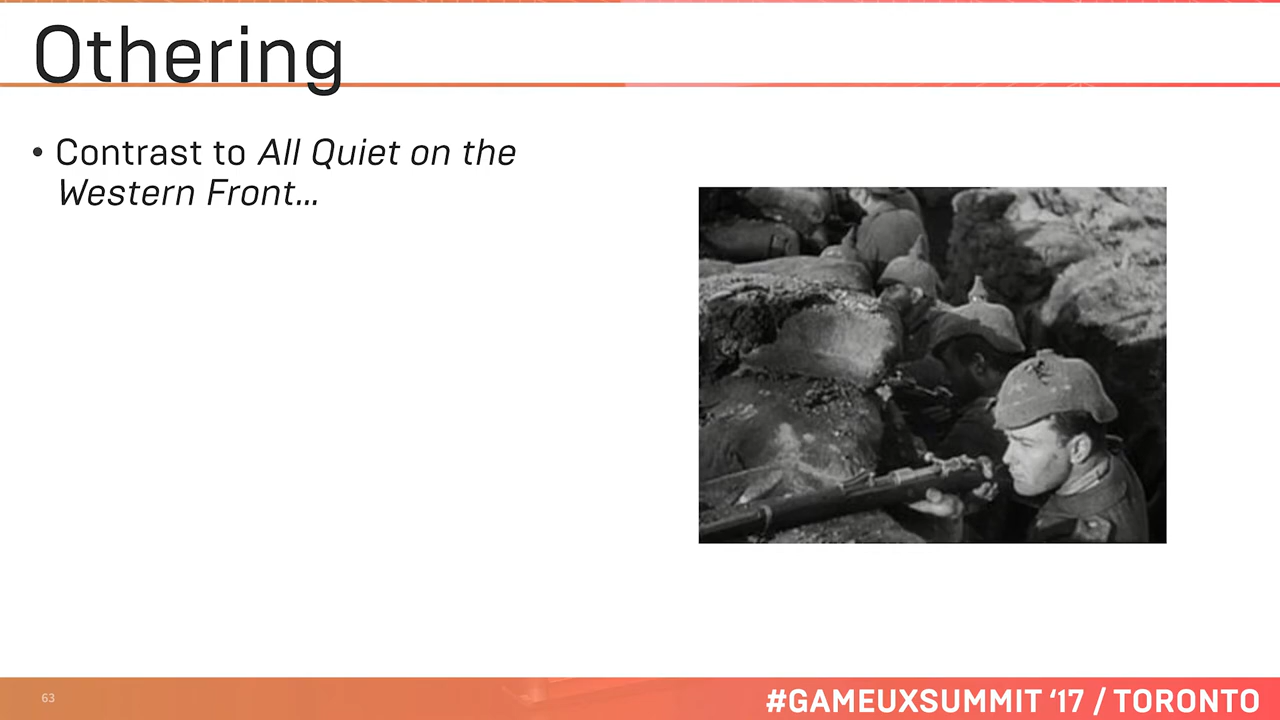 Othering
• Contrast to All Quiet on the
Western Front...
63
#GAMEUXSUMMIT ‘17 / TORONTO